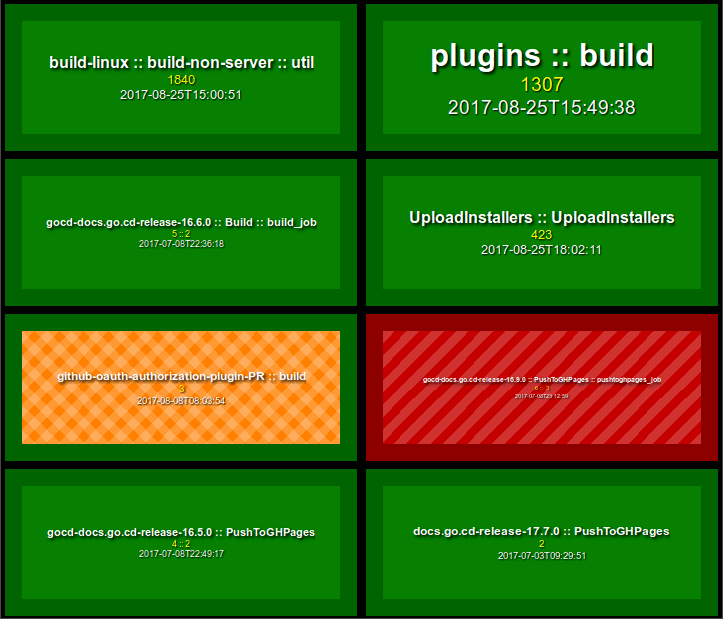 build-linux :: build-non-server :: util
1840
2017-08-25T15:00:51
plugins :: build
1307
2017-08-25T15:49:38
gocd-docs.go.cd-release-16.6.0 :: Build :: build_job
5 :: 2
2017-07-08T22:36:18
UploadInstallers :: UploadInstallers
423
2017-08-25T18:02:11
github-oauth-authorization-plugin-PR :: build
3
2017-08-08T08:03:54
gocd-docs.go.cd-release-16.9.0 :: PushToGHPages :: pushtoghpages_job
2017-07-08T23:12:59
gocd-docs.go.cd-release-16.5.0 :: PushToGHPages
4 :: 2
2017-07-08T22:49:17
docs.go.cd-release-17.7.0 :: PushToGHPages
2
2017-07-03T09:29:51